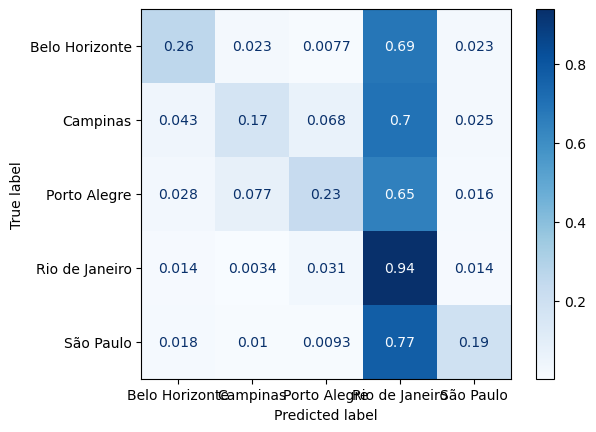 Belo Horizonte 0.26 0.023 0.0077 0.69 0.023
Campinas 0.043 0.17 0.068 0.7 0.025
Porto Alegre 0.028 0.077 0.23 0.65 0.016
Rio de Janeiro 0.014 0.0034 0.031 0.94 0.014
São Paulo 0.018 0.01 0.0093 0.77 0.19
Belo Horizonte Campinas Porto Alegre Rio de Janeiro São Paulo
Predicted label
True label
0.8
0.6
0.4
0.2